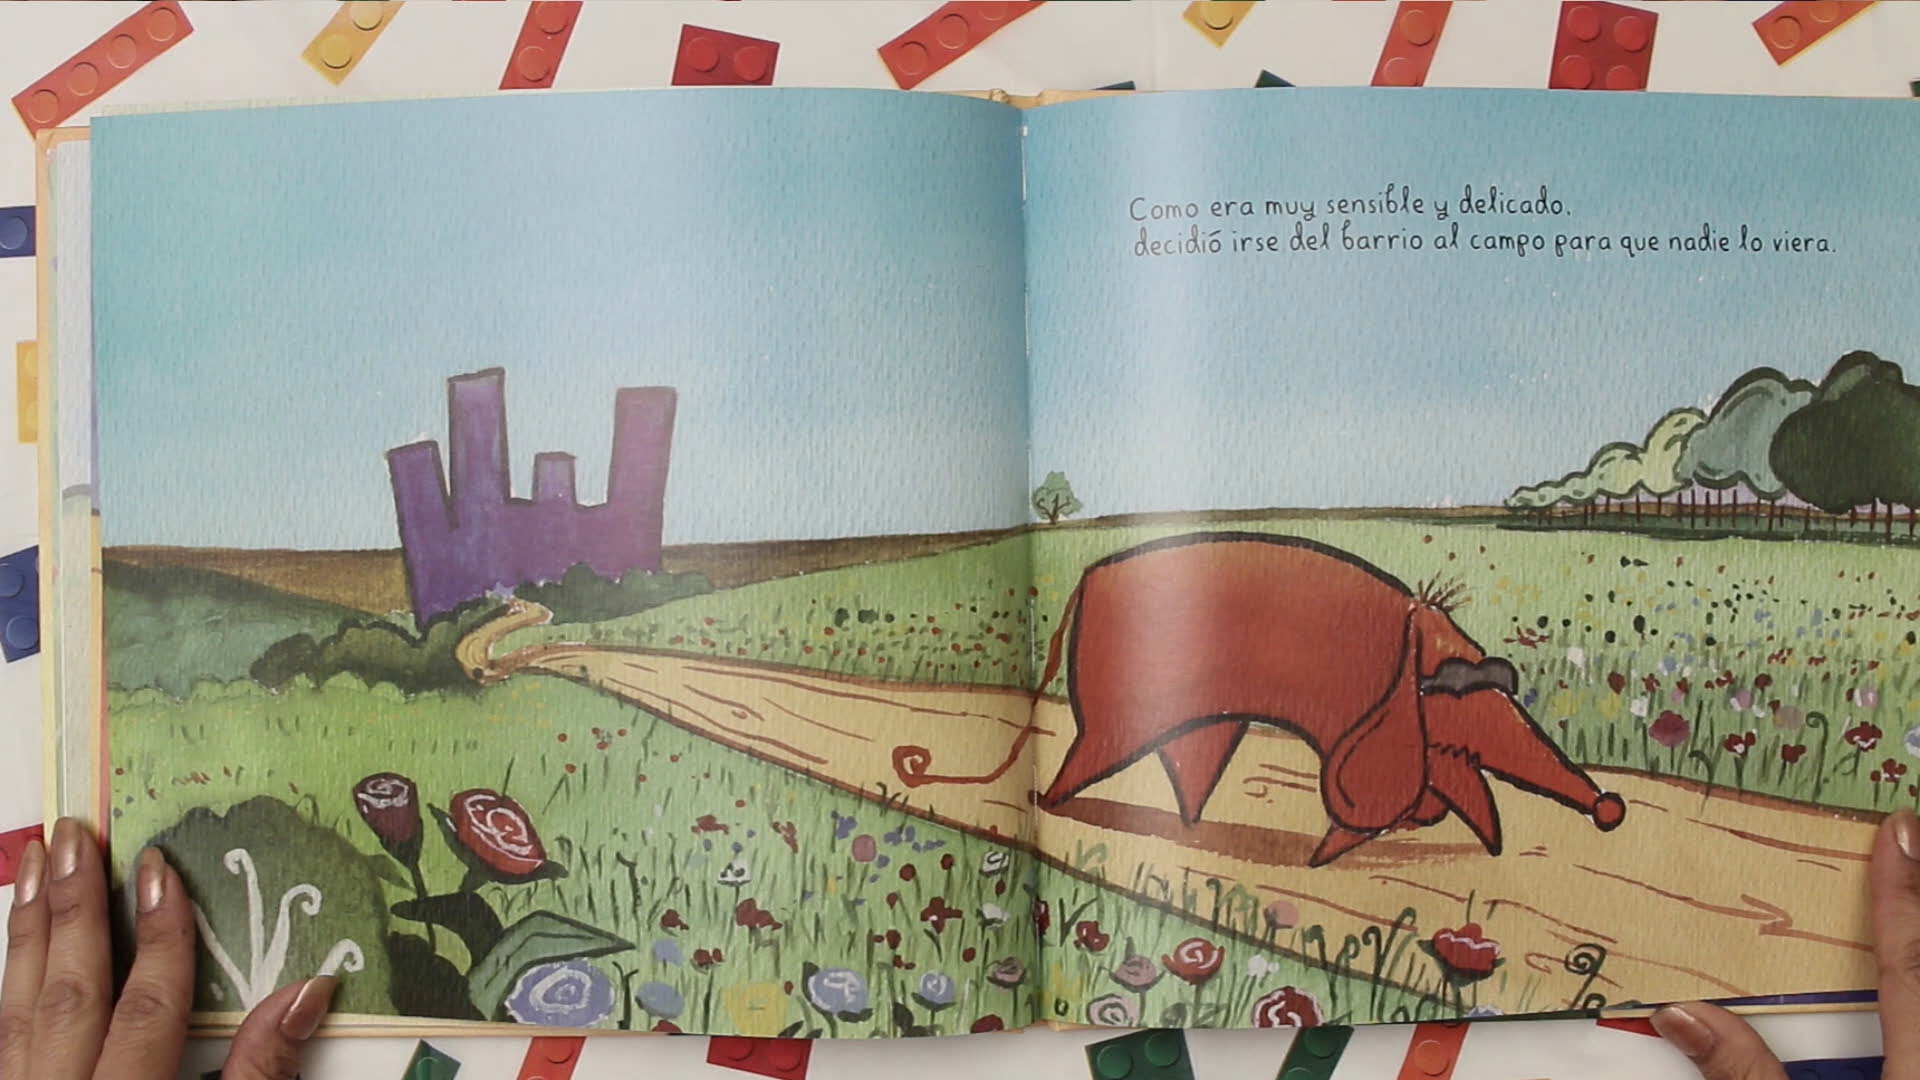 Como era muy sensible y delicado,
decidió irse del barrio al campo para que nadie lo viera.